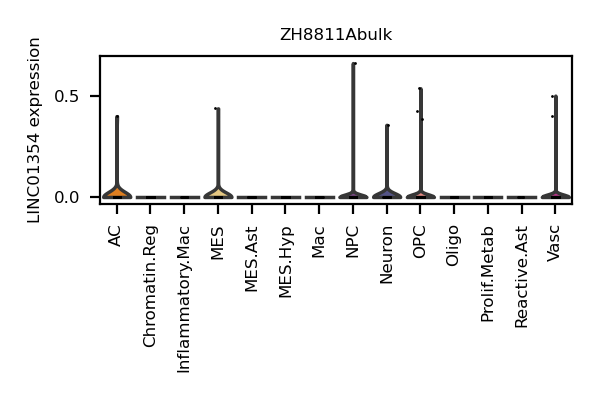 ZH8811Abulk
LINC01354 expression
0.5
0.0
AC
Chromatin.Reg
Inflammatory.Mac
MES
MES.Ast
MES.Hyp
Mac
NPC
Neuron
OPC
Oligo
Prolif.Metab
Reactive.Ast
Vasc